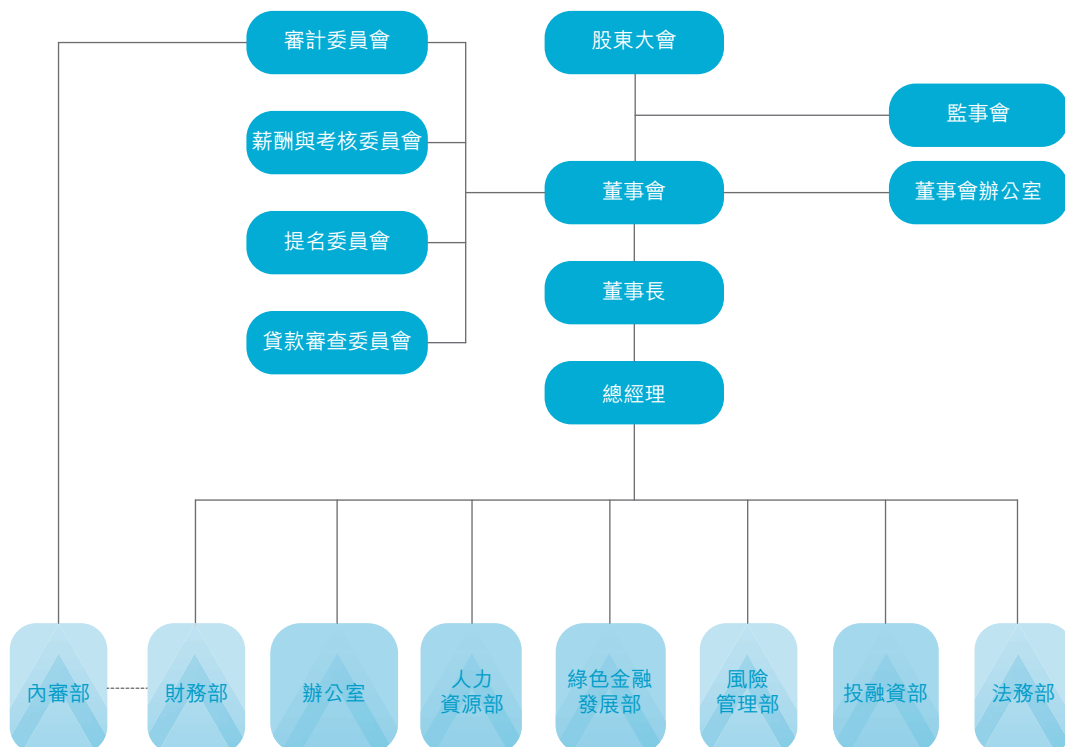 審計委員會
股東大會
監事會
薪酬與考核委員會
董事會
董事會辦公室
提名委員會
董事長
貸款審查委員會
總經理
內審部
財務部
辦公室
人力
資源部
綠色金融
發展部
風險
管理部
投融資部
法務部